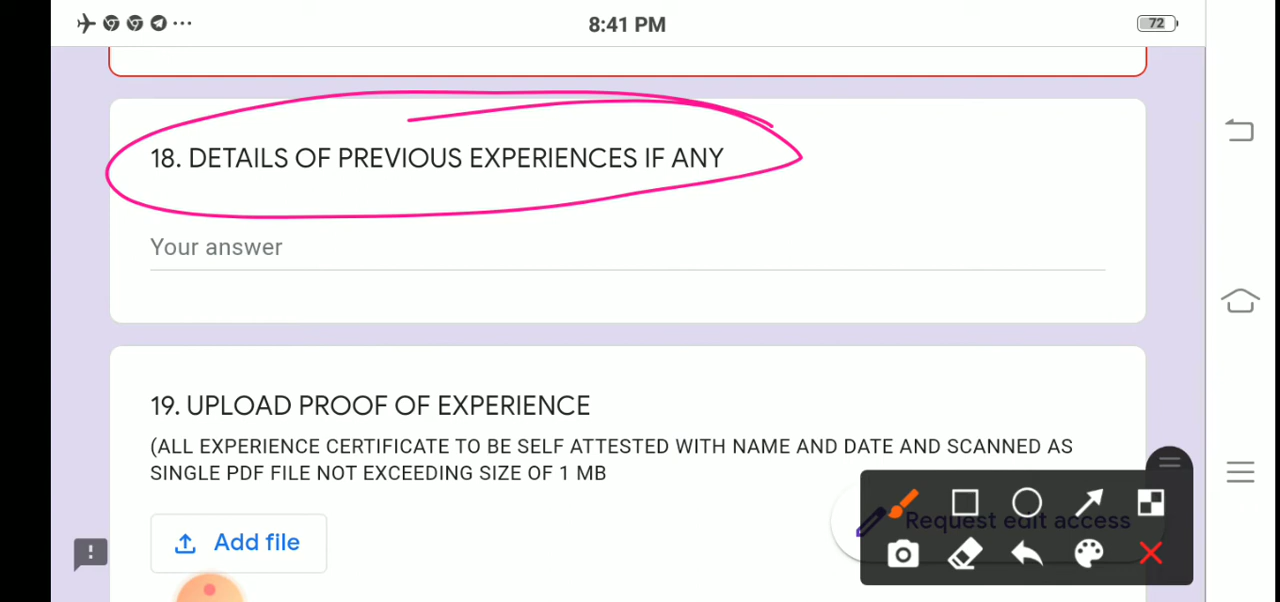 8:41 PM
72
18. DETAILS OF PREVIOUS EXPERIENCES IF ANY
Your answer
19. UPLOAD PROOF OF EXPERIENCE
(ALL EXPERIENCE CERTIFICATE TO BE SELF ATTESTED WITH NAME AND DATE AND SCANNED AS
SINGLE PDF FILE NOT EXCEEDING SIZE OF 1 MB
Request edit access
Add file